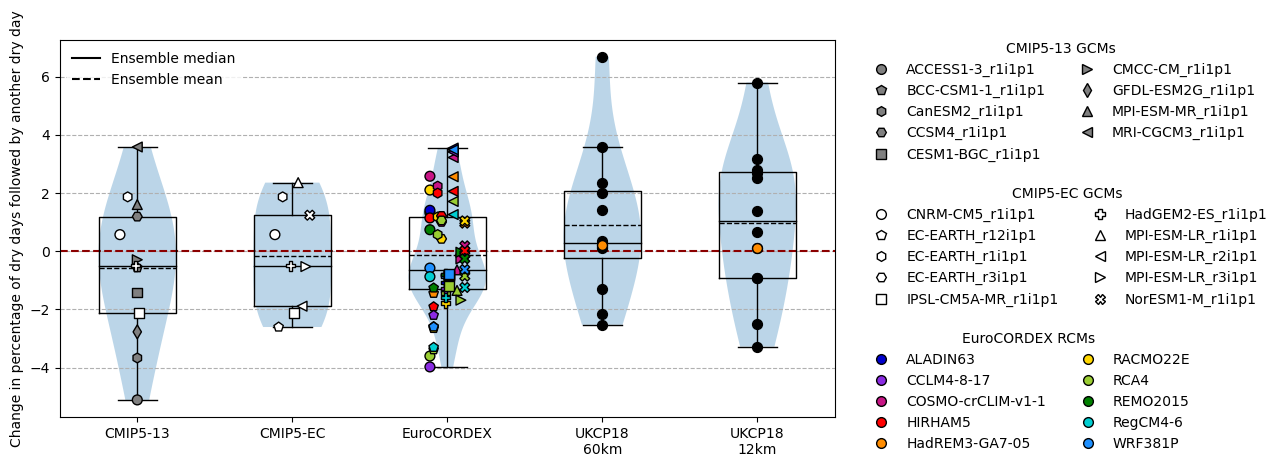 Change in percentage of dry days followed by another dry day
Ensemble median
Ensemble mean
6
4
2
0
−2
−4
CMIP5-13
CMIP5-EC
EuroCORDEX
UKCP18
60km
UKCP18
12km
CMIP5-13 GCMs
ACCESS1-3_r1i1p1
BCC-CSM1-1_r1i1p1
CanESM2_r1i1p1
CCSM4_r1i1p1
CESM1-BGC_r1i1p1
CMCC-CM_r1i1p1
GFDL-ESM2G_r1i1p1
MPI-ESM-MR_r1i1p1
MRI-CGCM3_r1i1p1
CMIP5-EC GCMs
CNRM-CM5_r1i1p1
EC-EARTH_r12i1p1
EC-EARTH_r1i1p1
EC-EARTH_r3i1p1
IPSL-CM5A-MR_r1i1p1
HadGEM2-ES_r1i1p1
MPI-ESM-LR_r1i1p1
MPI-ESM-LR_r2i1p1
MPI-ESM-LR_r3i1p1
NorESM1-M_r1i1p1
EuroCORDEX RCMs
ALADIN63
CCLM4-8-17
COSMO-crCLIM-v1-1
HIRHAM5
HadREM3-GA7-05
RACMO22E
RCA4
REMO2015
RegCM4-6
WRF381P